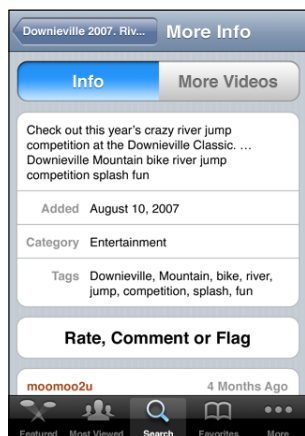 Downieville 2007. Riv...
More Info
Info
More Videos
Check out this year's crazy river jump
competition at the Downieville Classic. ...
Downieville Mountain bike river jump
competition splash fun
Added August 10, 2007
Category Entertainment
Tags Downieville, Mountain, bike, river,
jump, competition, splash, fun
Rate, Comment or Flag
moomoo2u 4 Months Ago
Featured Most Viewed Search Favorites More